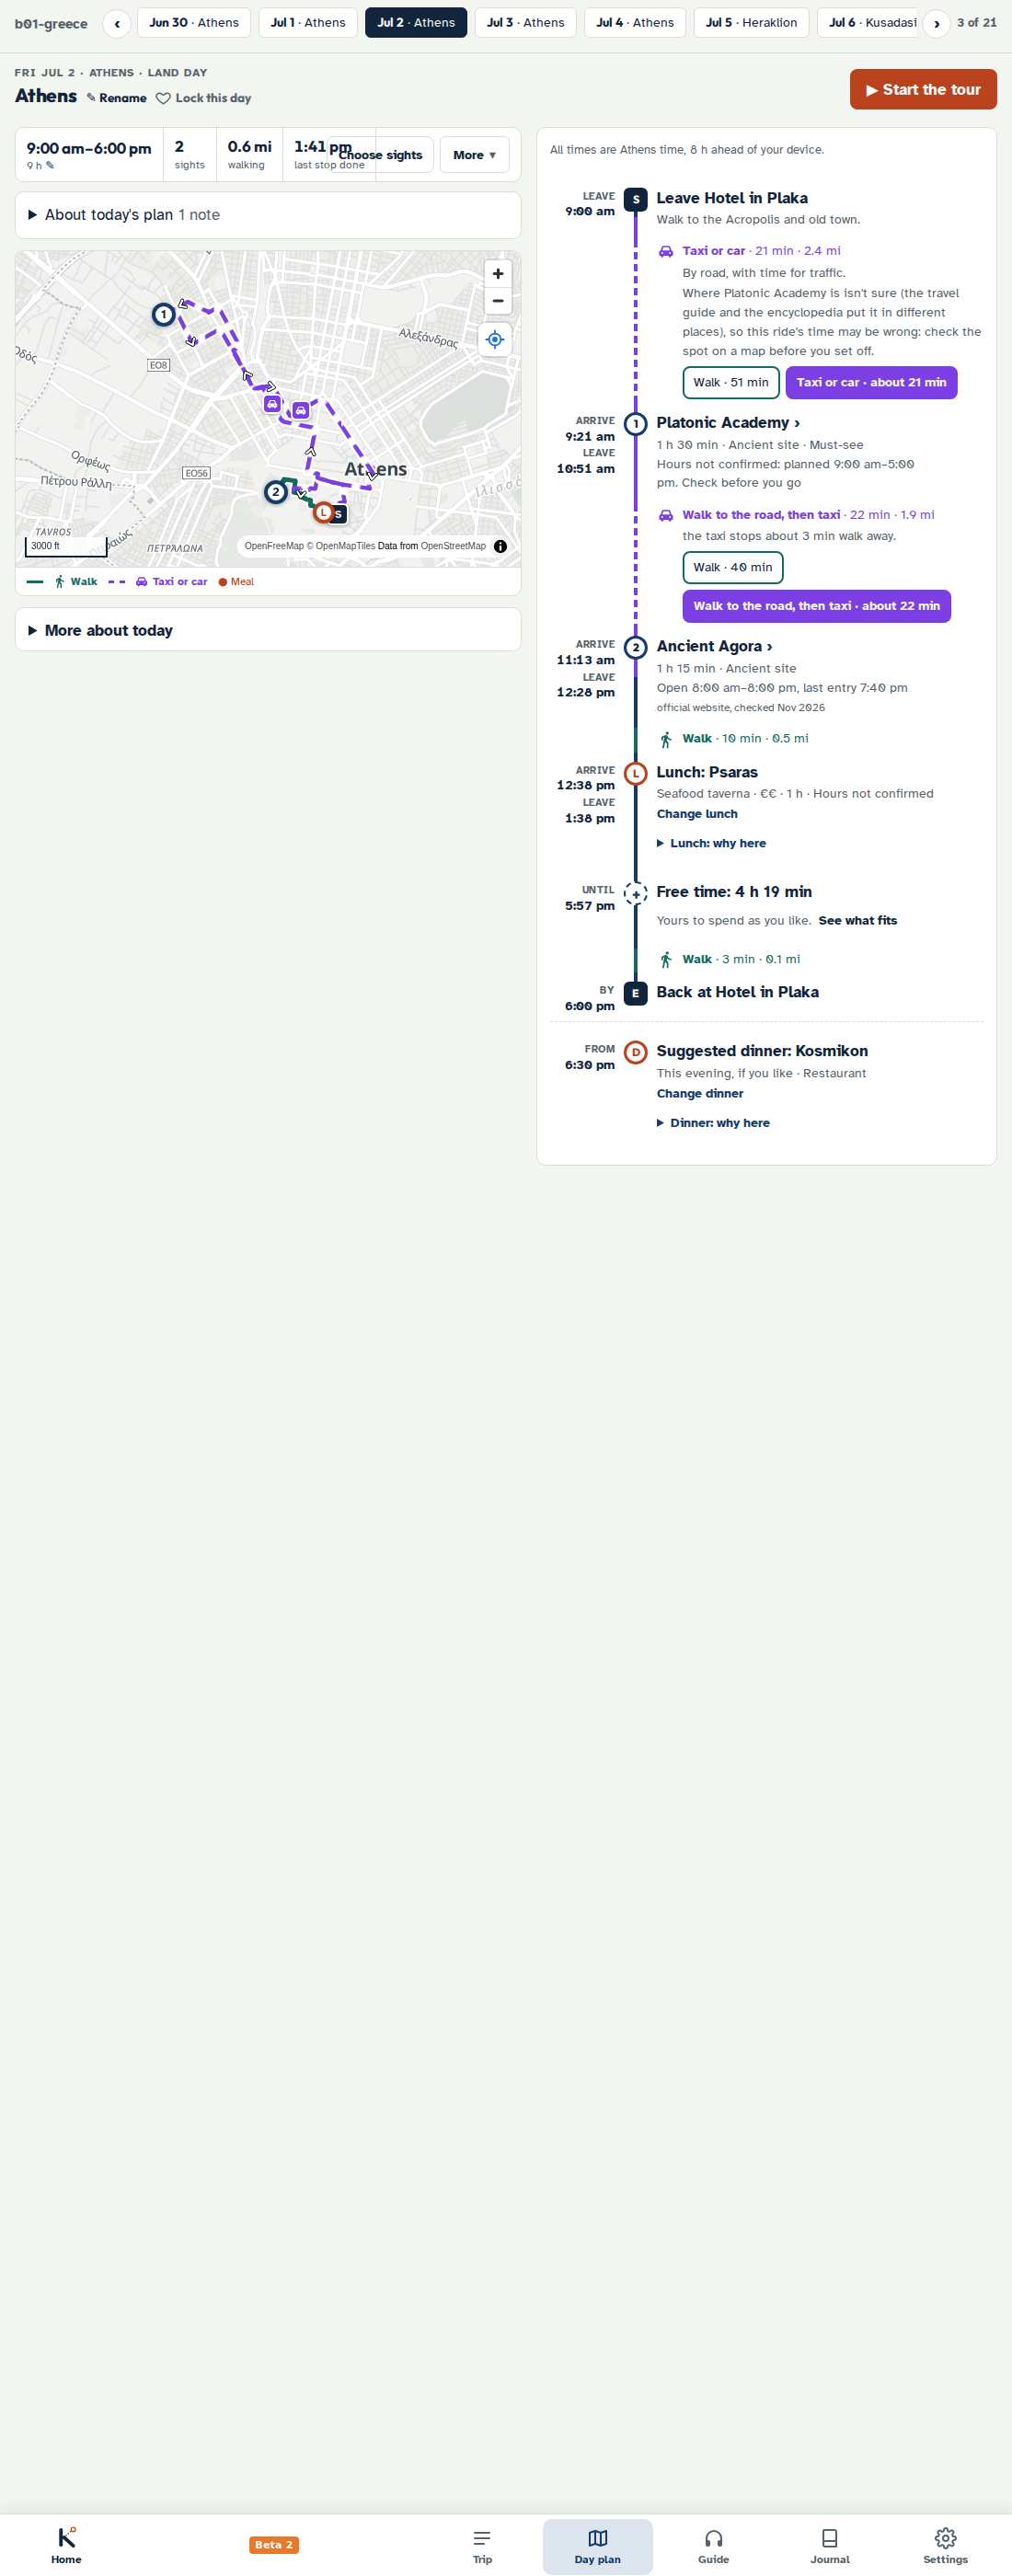 b01-greece
‹
Jun 30 · Athens
Jul 1 · Athens
Jul 2 · Athens
Jul 3 · Athens
Jul 4 · Athens
Jul 5 · Heraklion
Jul 6 · Kusadasi
›
3 of 21
FRI JUL 2 · ATHENS · LAND DAY
Athens ✎ Rename ♡ Lock this day
▶ Start the tour
9:00 am–6:00 pm
9 h ✎
2
sights
0.6 mi
walking
1:41 pm
last stop done
Choose sights
More ▼
▶ About today's plan 1 note
1
2
L
S
+
−
Αλεξάνδρας
Οδός
ΕΟ8
Ορφέως
ΕΟ56
Πέτρου Ράλλη
Athens
TAVROS
ΠΕΤΡΑΛΩΝΑ
3000 ft
OpenFreeMap © OpenMapTiles Data from OpenStreetMap
Walk
Taxi or car
Meal
▶ More about today
All times are Athens time, 8 h ahead of your device.
LEAVE
9:00 am
S
Leave Hotel in Plaka
Walk to the Acropolis and old town.
Taxi or car · 21 min · 2.4 mi
By road, with time for traffic.
Where Platonic Academy is isn't sure (the travel
guide and the encyclopedia put it in different
places), so this ride's time may be wrong: check the
spot on a map before you set off.
Walk · 51 min
Taxi or car · about 21 min
ARRIVE
9:21 am
LEAVE
10:51 am
1
Platonic Academy ›
1 h 30 min · Ancient site · Must-see
Hours not confirmed: planned 9:00 am–5:00
pm. Check before you go
Walk to the road, then taxi · 22 min · 1.9 mi
the taxi stops about 3 min walk away.
Walk · 40 min
Walk to the road, then taxi · about 22 min
ARRIVE
11:13 am
LEAVE
12:28 pm
2
Ancient Agora ›
1 h 15 min · Ancient site
Open 8:00 am–8:00 pm, last entry 7:40 pm
official website, checked Nov 2026
Walk · 10 min · 0.5 mi
ARRIVE
12:38 pm
LEAVE
1:38 pm
L
Lunch: Psaras
Seafood taverna · €€ · 1 h · Hours not confirmed
Change lunch
▶ Lunch: why here
UNTIL
5:57 pm
+
Free time: 4 h 19 min
Yours to spend as you like. See what fits
Walk · 3 min · 0.1 mi
BY
6:00 pm
E
Back at Hotel in Plaka
FROM
6:30 pm
D
Suggested dinner: Kosmikon
This evening, if you like · Restaurant
Change dinner
▶ Dinner: why here
Home
Beta 2
Trip
Day plan
Guide
Journal
Settings